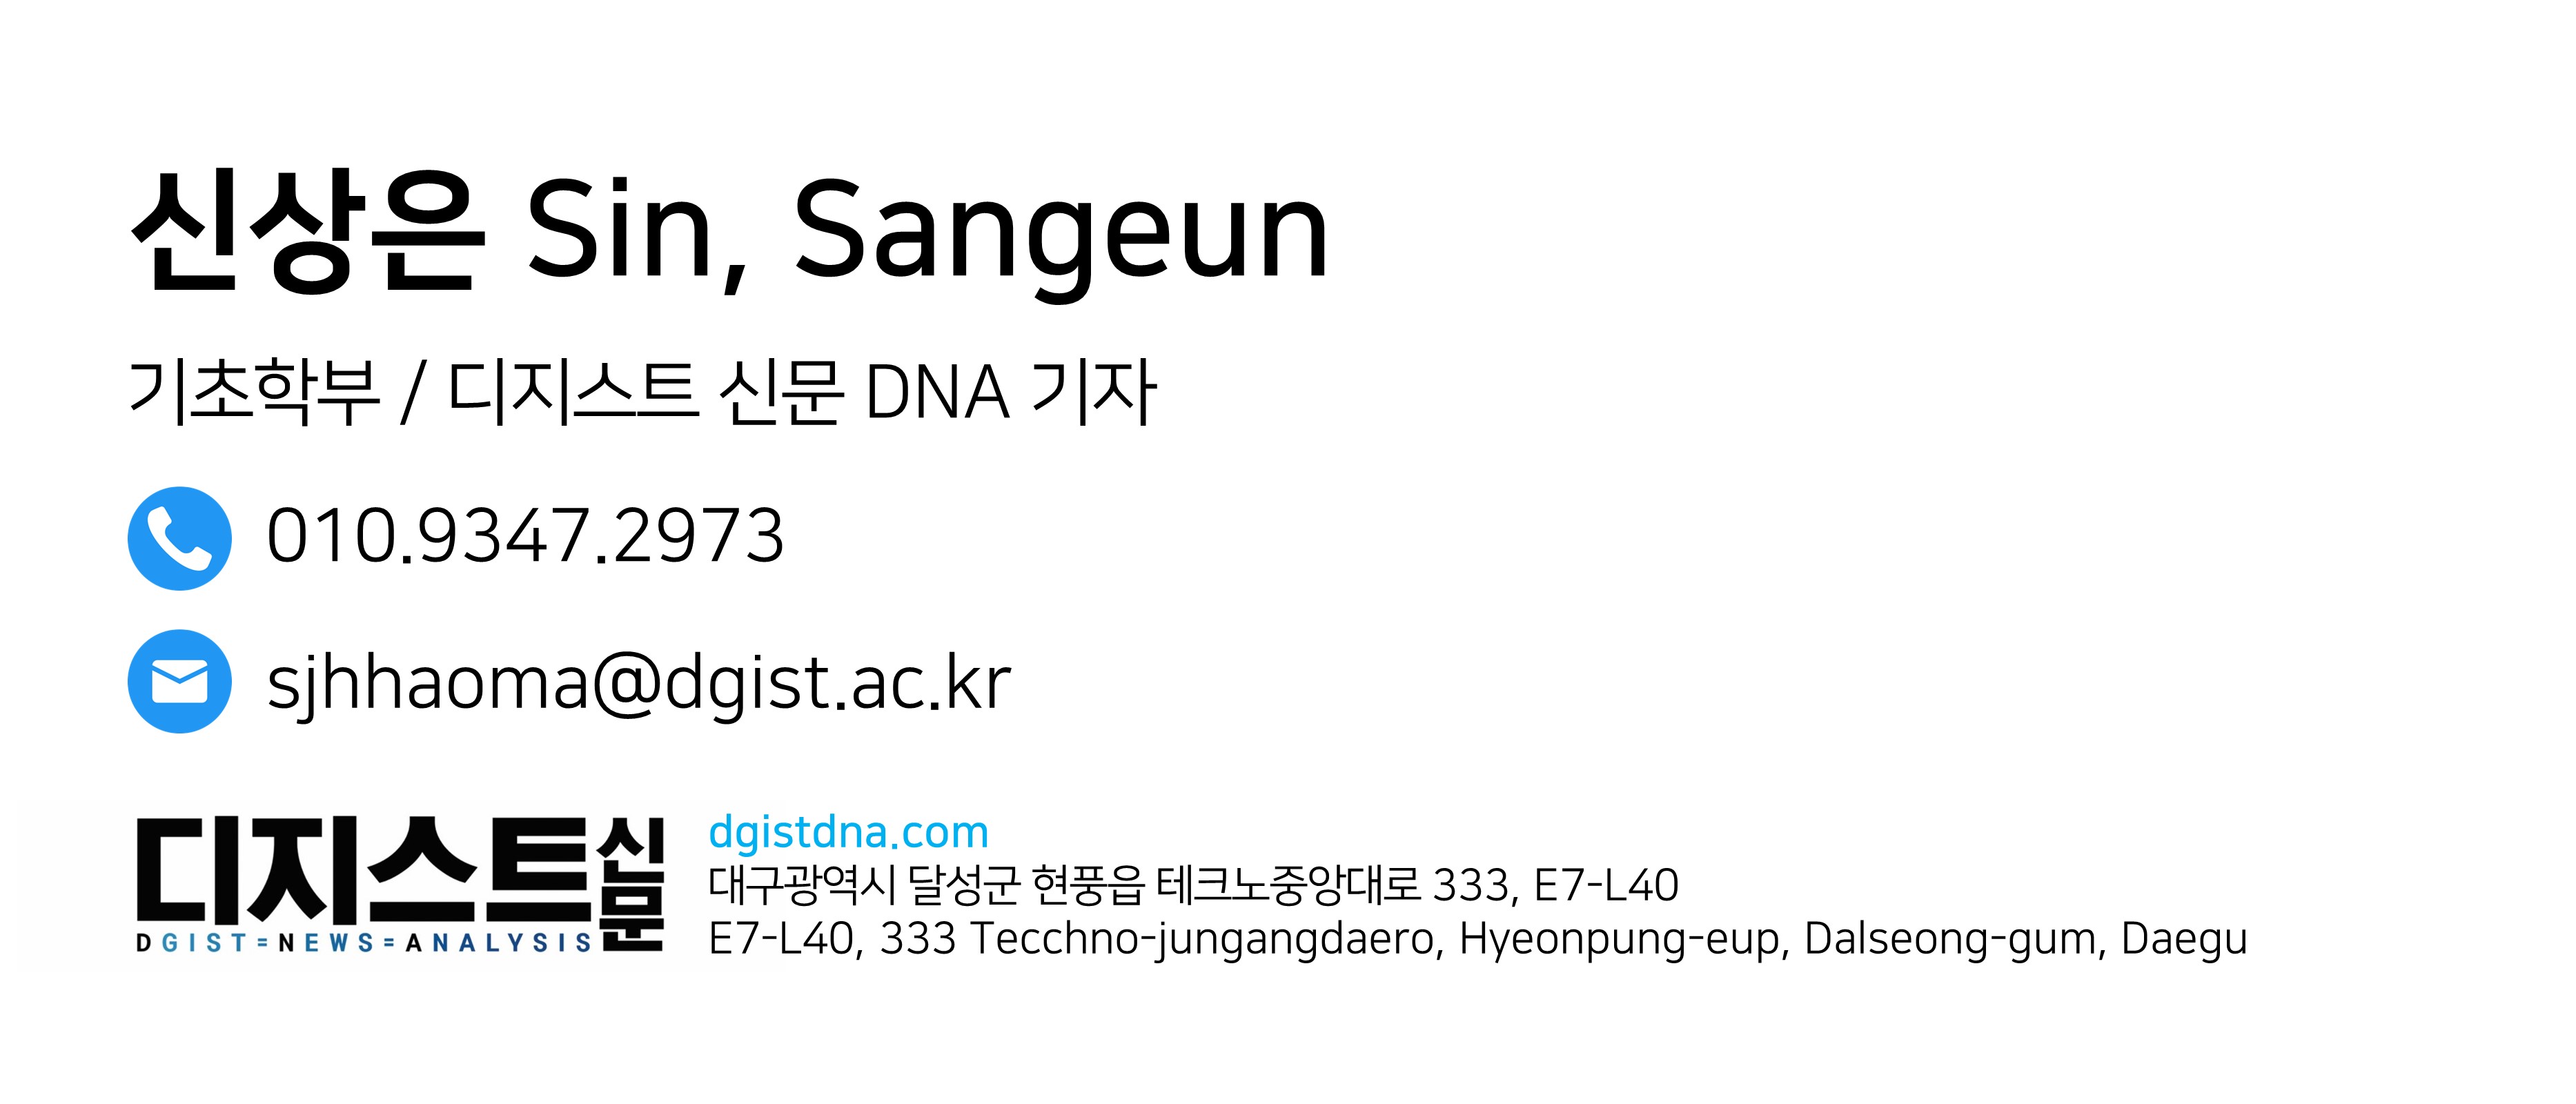 신상은 Sin, Sangeun
기초학부 / 디지스트 신문 DNA 기자
010.9347.2973
sjhhaoma@dgist.ac.kr
디지스트신문
DGIST=NEWS=ANALYSIS
dgistdna.com
대구광역시 달성군 현풍읍 테크노중앙대로 333, E7-L40
E7-L40, 333 Tecchno-jungangdaero, Hyeonpung-eup, Dalseong-gum, Daegu